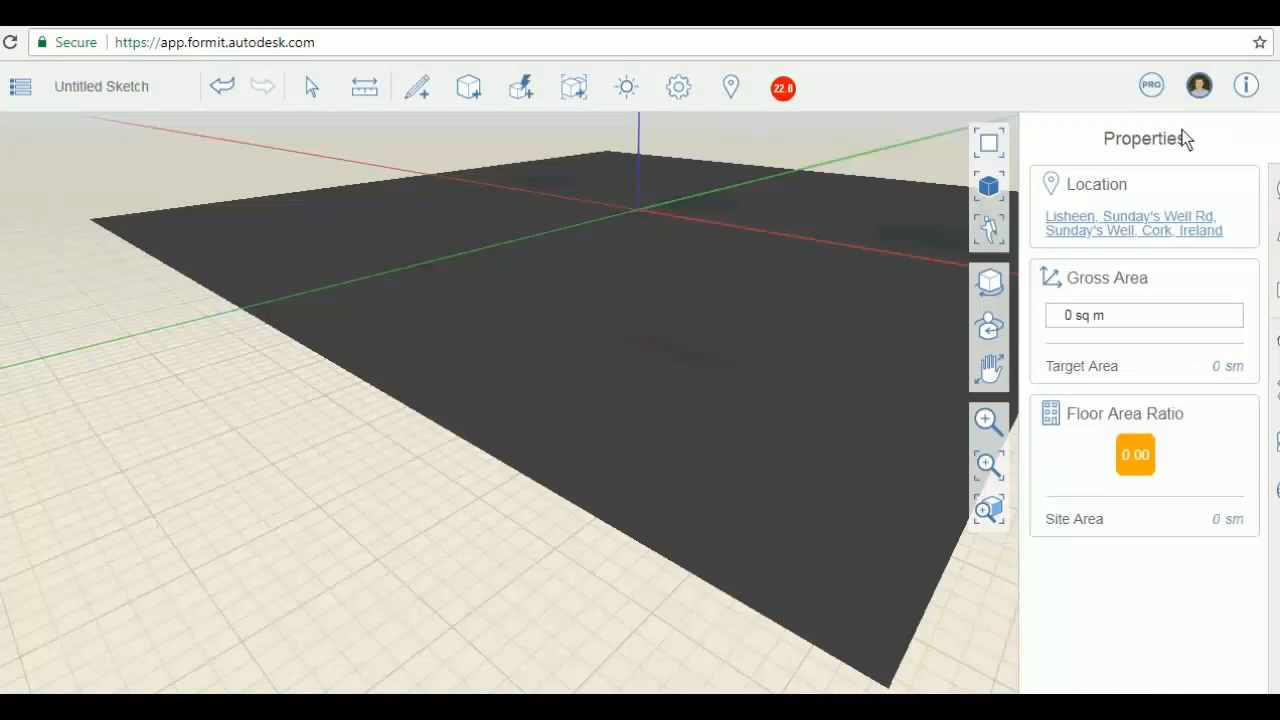 Secure https://app.formit.autodesk.com
Untitled Sketch
22.8
PRO
Properties
Location
Lisheen, Sunday's Well Rd,
Sunday's Well, Cork, Ireland
Gross Area
0 sq m
Target Area 0 sm
Floor Area Ratio
0.00
Site Area 0 sm